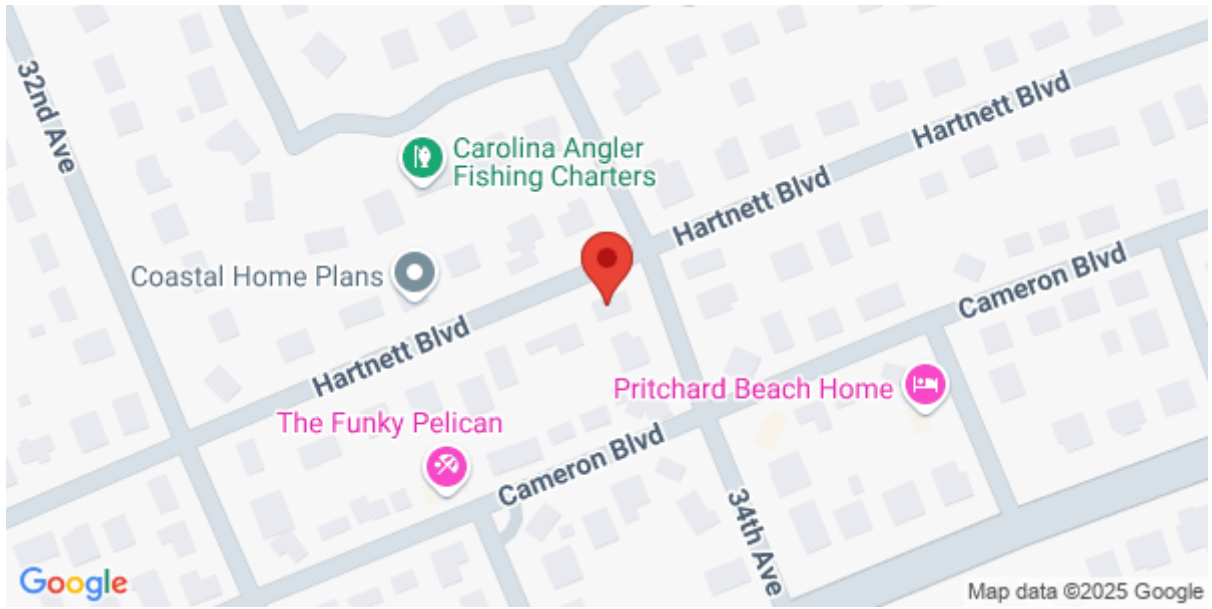 32nd Ave
Hartnett Blvd
Carolina Angler
Fishing Charters
Hartnett Blvd
Coastal Home Plans
Cameron Blvd
Hartnett Blvd
Pritchard Beach Home
The Funky Pelican
Cameron Blvd
34th Ave
Google
Map data ©2025 Google